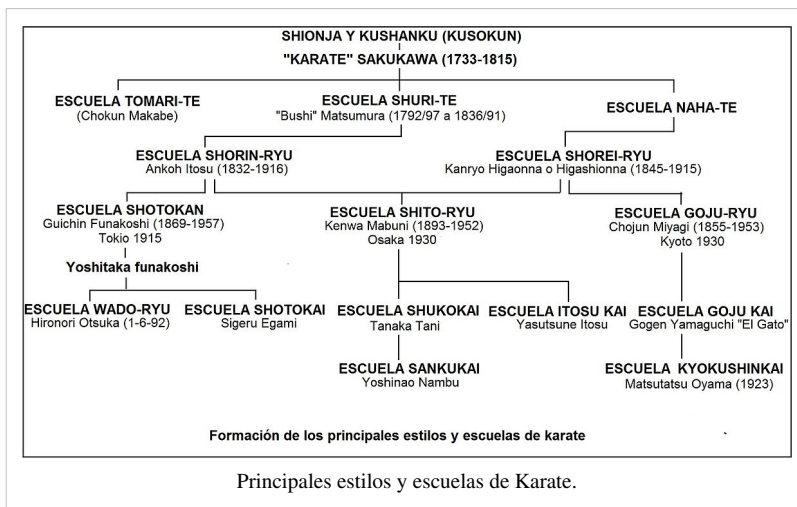 SHIONJA Y KUSHANKU (KUSOKUN)
"KARATE" SAKUKAWA (1733-1815)
ESCUELA TOMARI-TE
(Chokun Makabe)
ESCUELA SHURI-TE
"Bushi" Matsumura (1792/97 a 1836/91)
ESCUELA NAHA-TE
ESCUELA SHORIN-RYU
Ankoh Itosu (1832-1916)
ESCUELA SHOREI-RYU
Kanryo Higaonna o Higashionna (1845-1915)
ESCUELA SHOTOKAN
Guichin Funakoshi (1869-1957)
Tokio 1915
ESCUELA SHITO-RYU
Kenwa Mabuni (1893-1952)
Osaka 1930
ESCUELA GOJU-RYU
Chojun Miyagi (1855-1953)
Kyoto 1930
Yoshitaka funakoshi
ESCUELA WADO-RYU
Hironori Otsuka (1-6-92)
ESCUELA SHOTOKAI
Sigeru Egami
ESCUELA SHUKOKAI
Tanaka Tani
ESCUELA ITOSU KAI
Yasutsune Itosu
ESCUELA GOJU KAI
Gogen Yamaguchi "El Gato"
ESCUELA SANKUKAI
Yoshinao Nambu
ESCUELA KYOKUSHINKAI
Matsutatsu Oyama (1923)
Formación de los principales estilos y escuelas de karate
Principales estilos y escuelas de Karate.